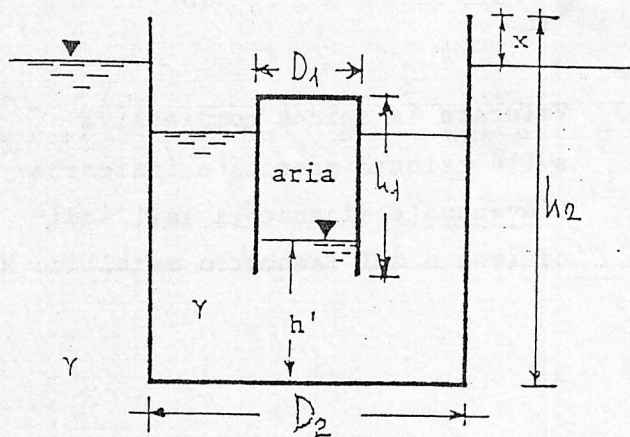 x
D₁
aria
h₁
h₂
γ
h'
γ
D₂